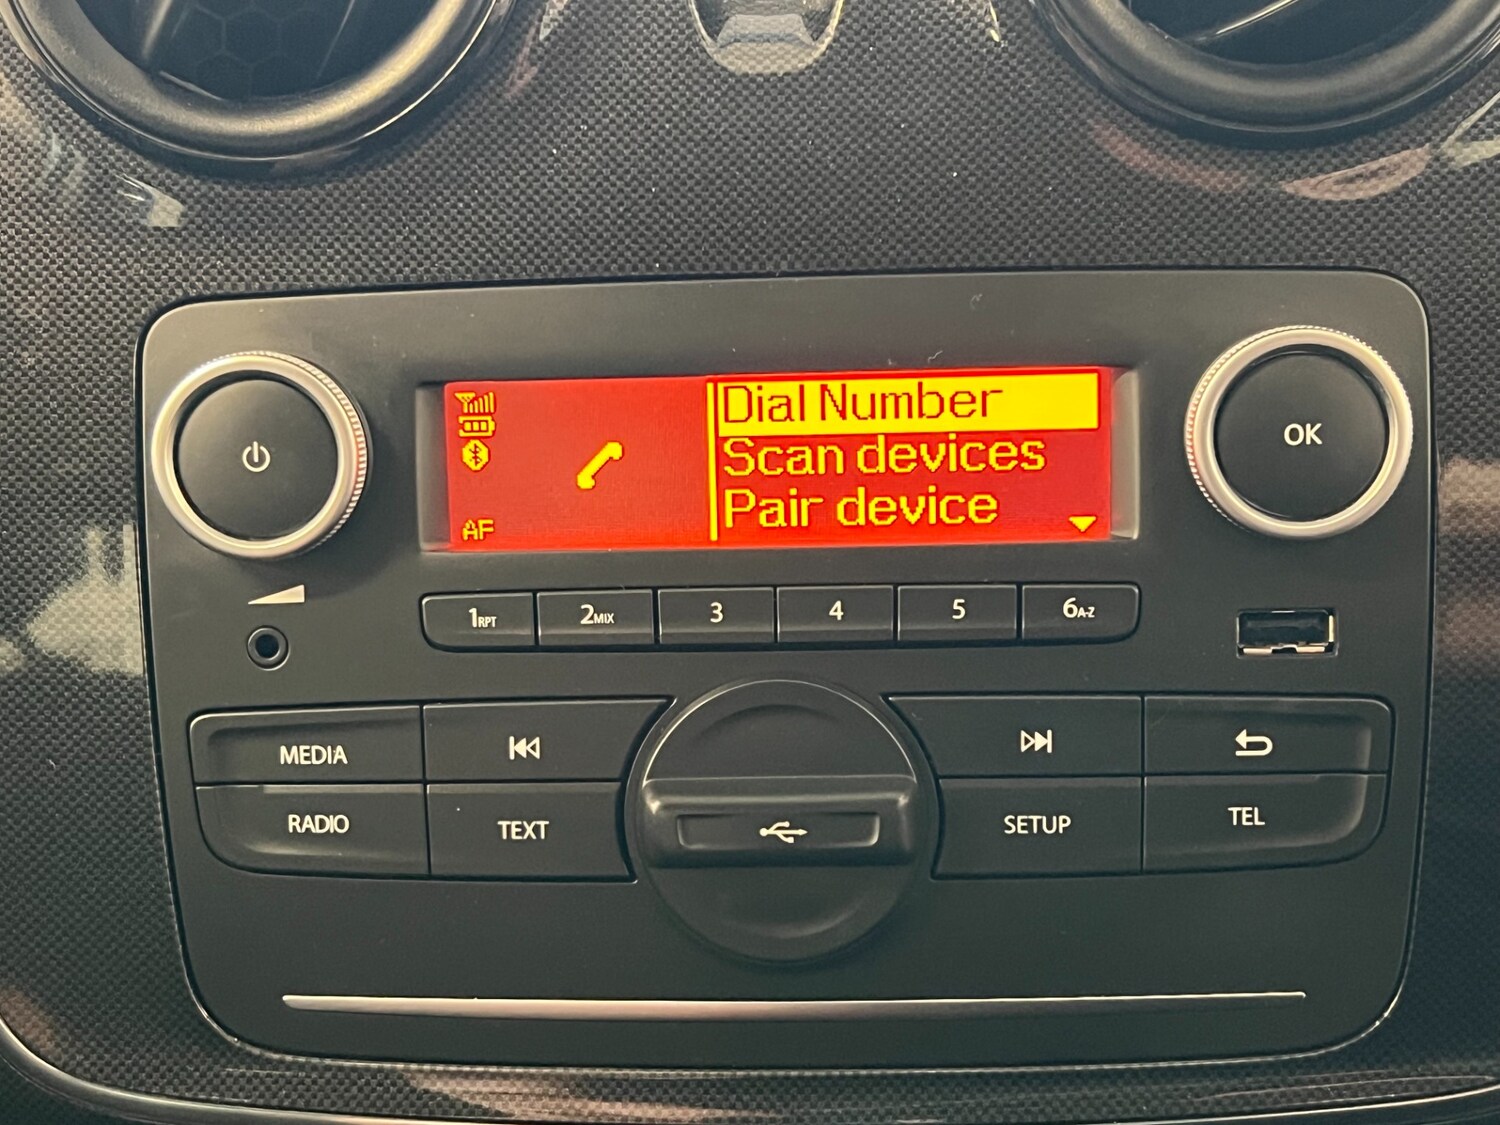 Dial Number
Scan devices
Pair device
AF
OK
1RPT
2MIX
3
4
5
6A-Z
MEDIA
RADIO
TEXT
SETUP
TEL